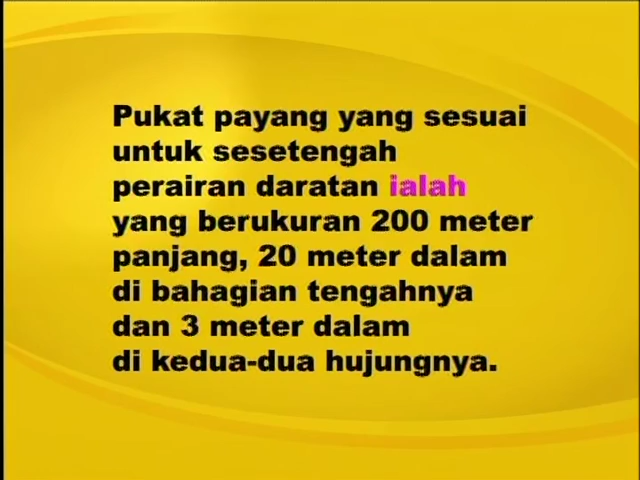 Pukat payang yang sesuai
untuk sesetengah
perairan daratan ialah
yang berukuran 200 meter
panjang, 20 meter dalam
di bahagian tengahnya
dan 3 meter dalam
di kedua-dua hujungnya.